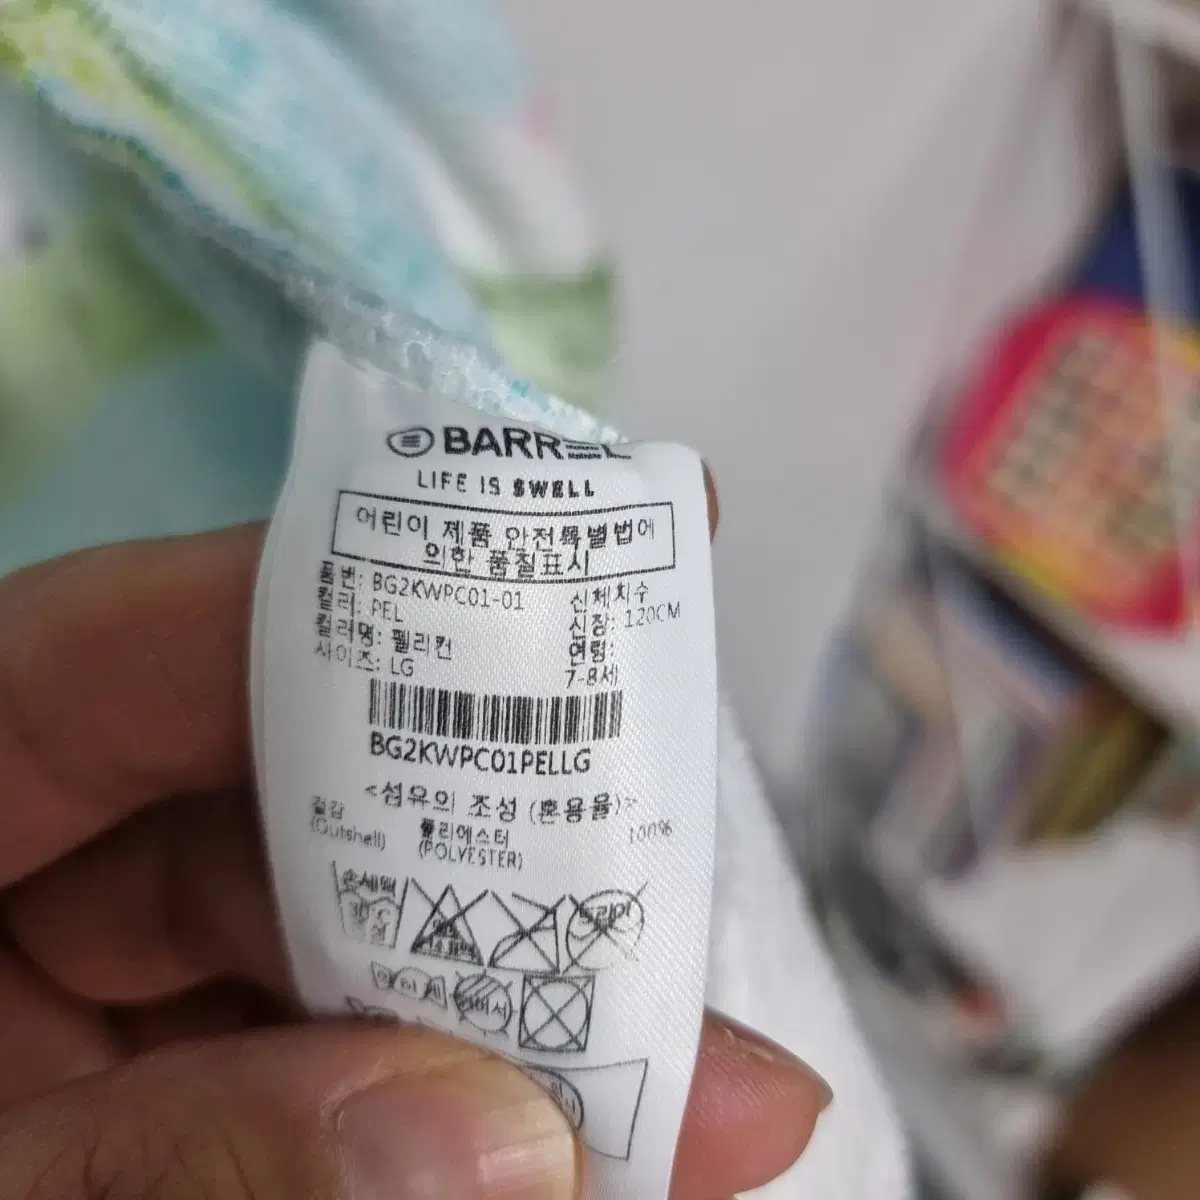 BARREL
LIFE IS SWELL
어린이 제품 안전특별법에
의한 품질표시
품번: BG2KWPC01-01
컬러: PEL
컬러명: 펠리컨
사이즈: LG
신체치수
신장: 120CM
연령:
7-8세
BG2KWPC01PELLG
<섬유의 조성 (혼용율)>
겉감 폴리에스터 100%
(Outshell) (POLYESTER)
손세탁
30℃
드라이